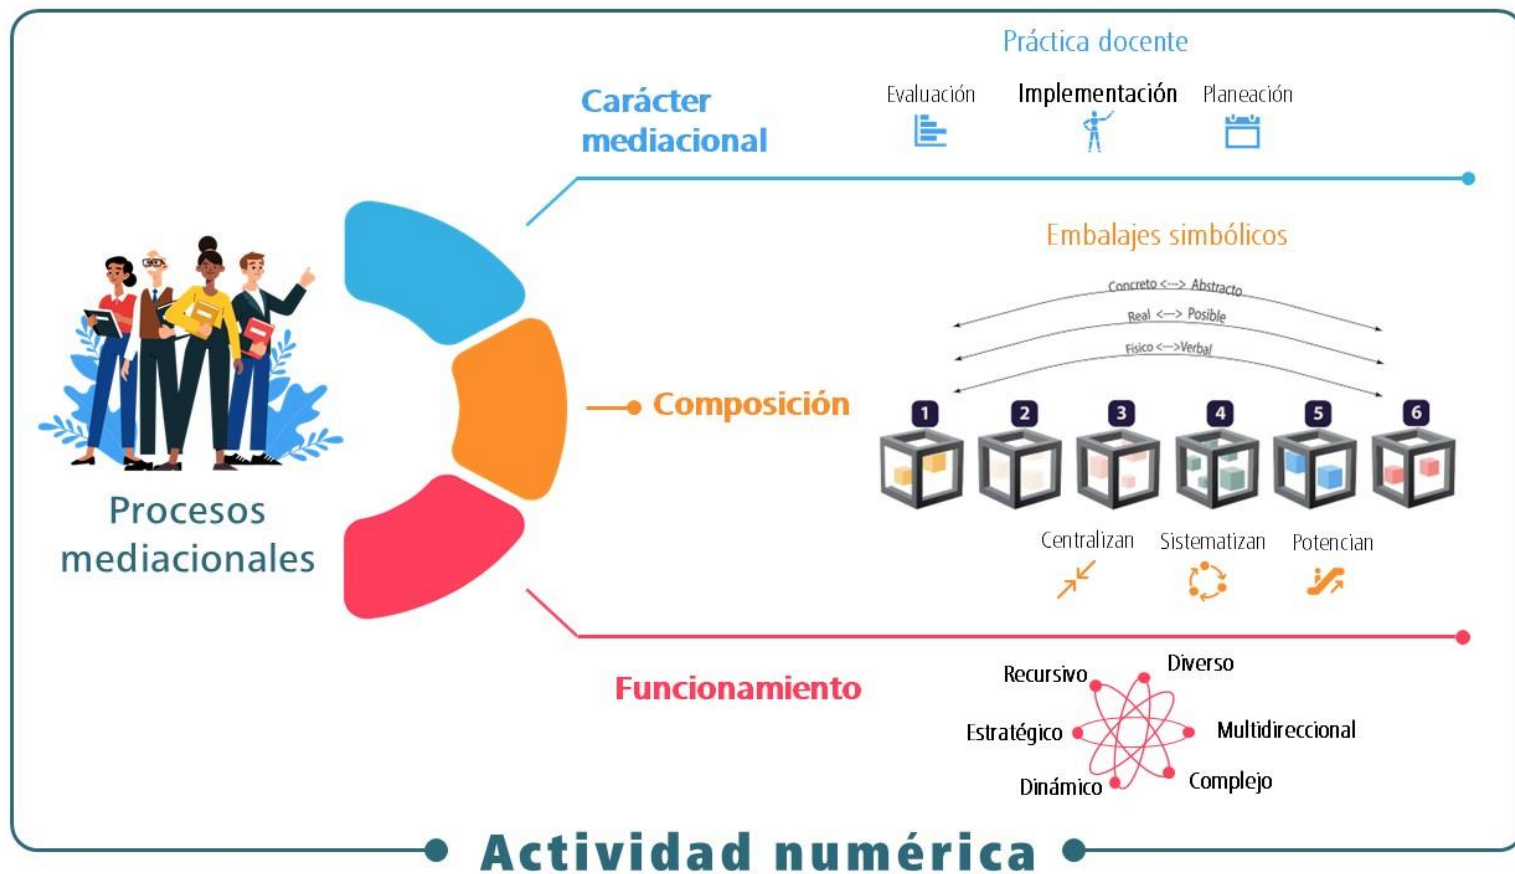 Práctica docente
Carácter
mediacional
Evaluación Implementación Planeación
Embalajes simbólicos
Concreto <---> Abstracto
Real <---> Posible
Físico <--->Verbal
Composición
1 2 3 4 5 6
Procesos
mediacionales
Centralizan Sistematizan Potencian
Funcionamiento
Recursivo Diverso
Estratégico Multidireccional
Dinámico Complejo
Actividad numérica